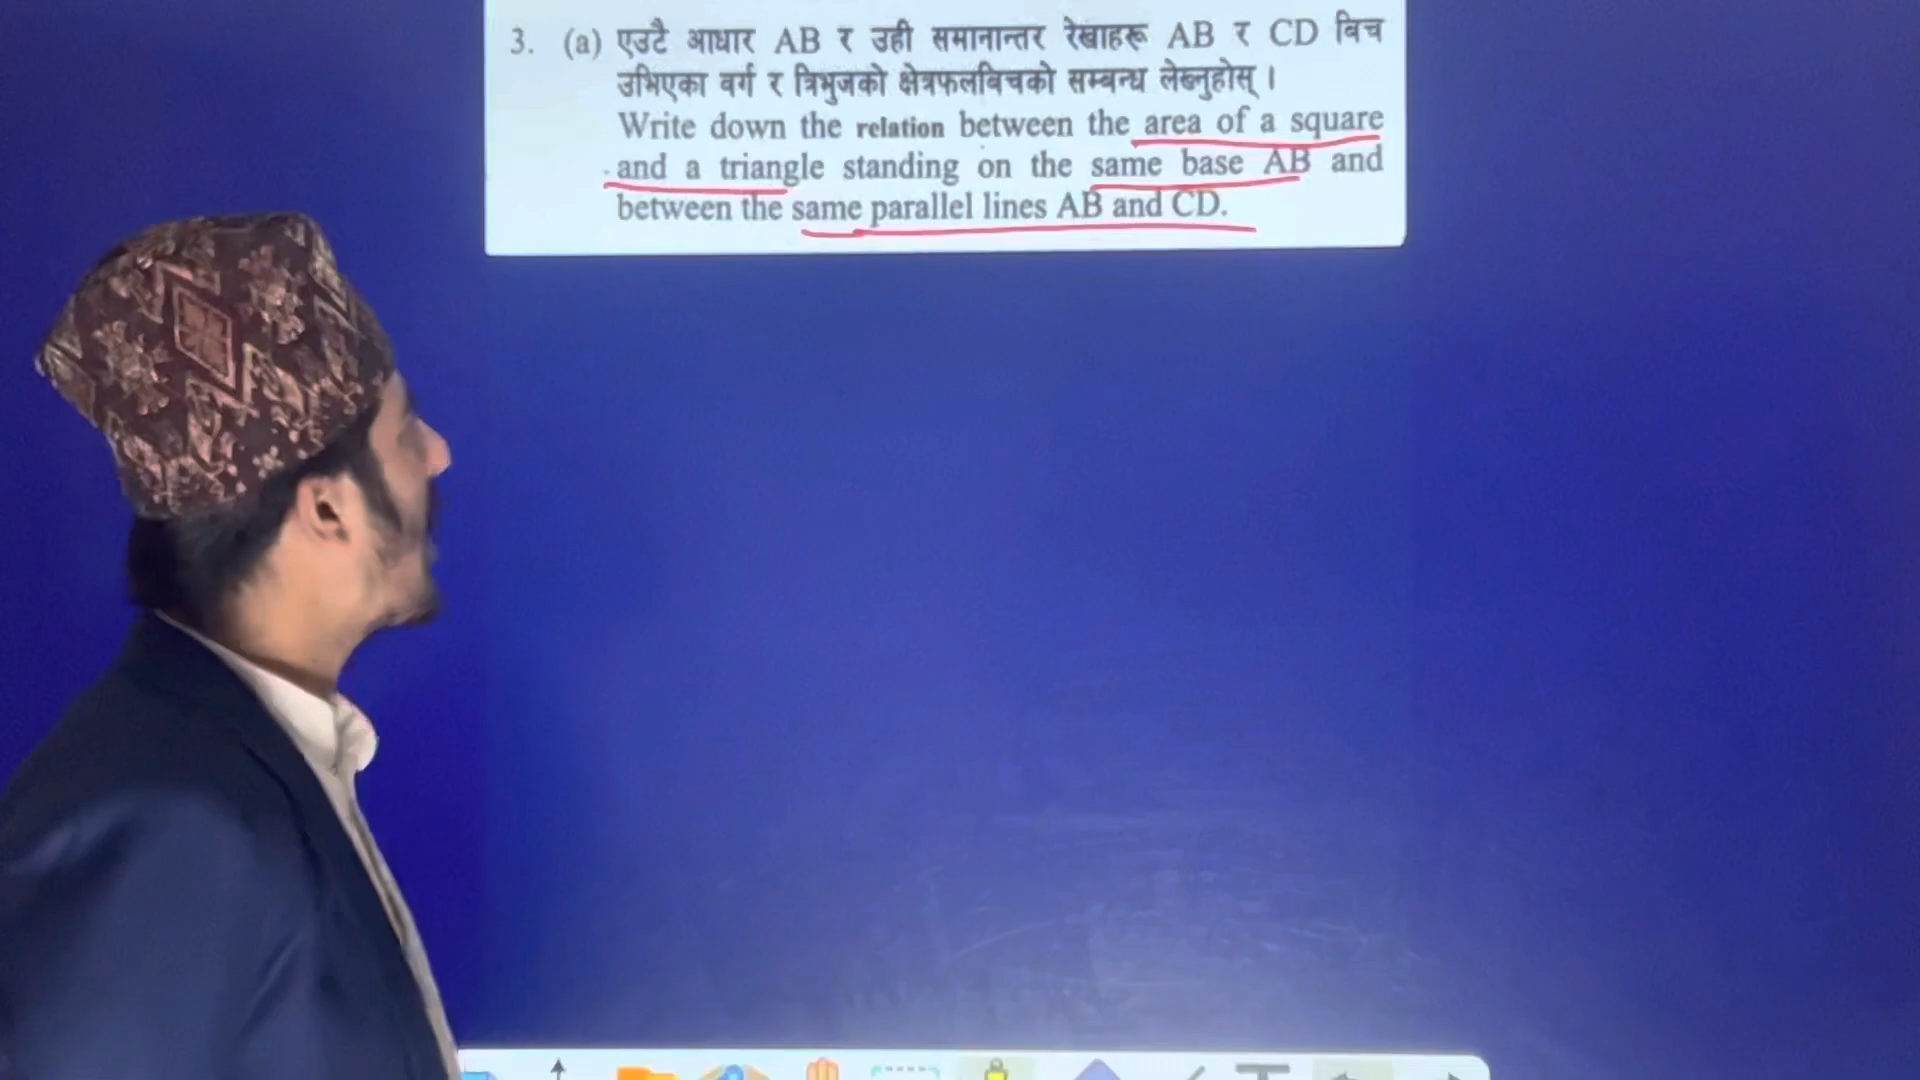 3. (a) एउटै आधार AB र उही समानान्तर रेखाहरू AB र CD बिच
उभिएका वर्ग र त्रिभुजको क्षेत्रफलबिचको सम्बन्ध लेख्नुहोस् ।
Write down the relation between the area of a square
and a triangle standing on the same base AB and
between the same parallel lines AB and CD.